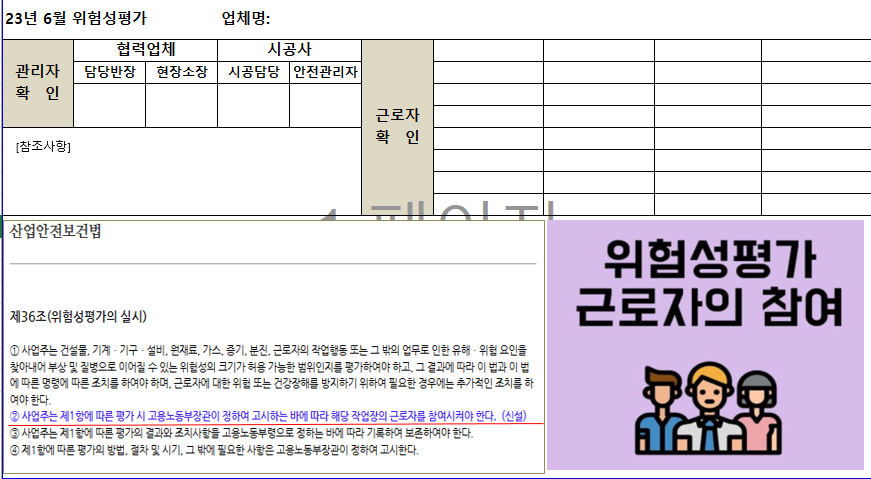 23년 6월 위험성평가 업체명:
관리자
확 인
협력업체
시공사
담당반장 현장소장 시공담당 안전관리자
근로자
확 인
[참조사항]
산업안전보건법
제36조(위험성평가의 실시)
① 사업주는 건설물, 기계ㆍ기구ㆍ설비, 원재료, 가스, 증기, 분진, 근로자의 작업행동 또는 그 밖의 업무로 인한 유해ㆍ위험 요인을
찾아내어 부상 및 질병으로 이어질 수 있는 위험성의 크기가 허용 가능한 범위인지를 평가하여야 하고, 그 결과에 따라 이 법과 이 법
에 따른 명령에 따른 조치를 하여야 하며, 근로자에 대한 위험 또는 건강장해를 방지하기 위하여 필요한 경우에는 추가적인 조치를 하
여야 한다.
② 사업주는 제1항에 따른 평가 시 고용노동부장관이 정하여 고시하는 바에 따라 해당 작업장의 근로자를 참여시켜야 한다. (신설)
③ 사업주는 제1항에 따른 평가의 결과와 조치사항을 고용노동부령으로 정하는 바에 따라 기록하여 보존하여야 한다.
④ 제1항에 따른 평가의 방법, 절차 및 시기, 그 밖에 필요한 사항은 고용노동부장관이 정하여 고시한다.
위험성평가
근로자의 참여